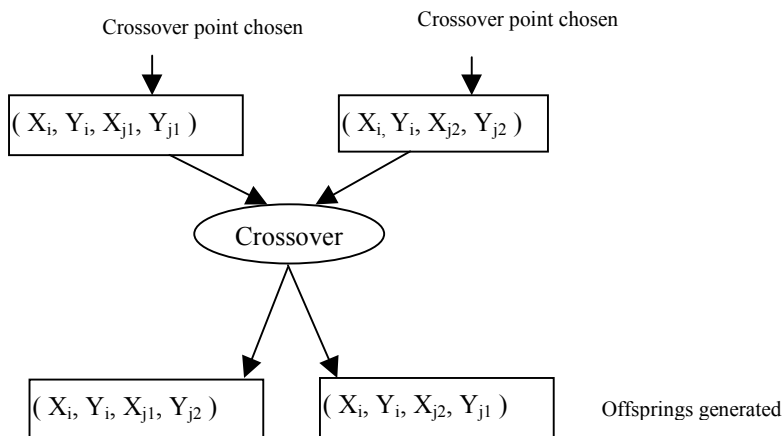 Crossover point chosen
Crossover point chosen
( Xi, Yi, Xj1, Yj1 )
( Xi, Yi, Xj2, Yj2 )
Crossover
( Xi, Yi, Xj1, Yj2 )
( Xi, Yi, Xj2, Yj1 )
Offsprings generated